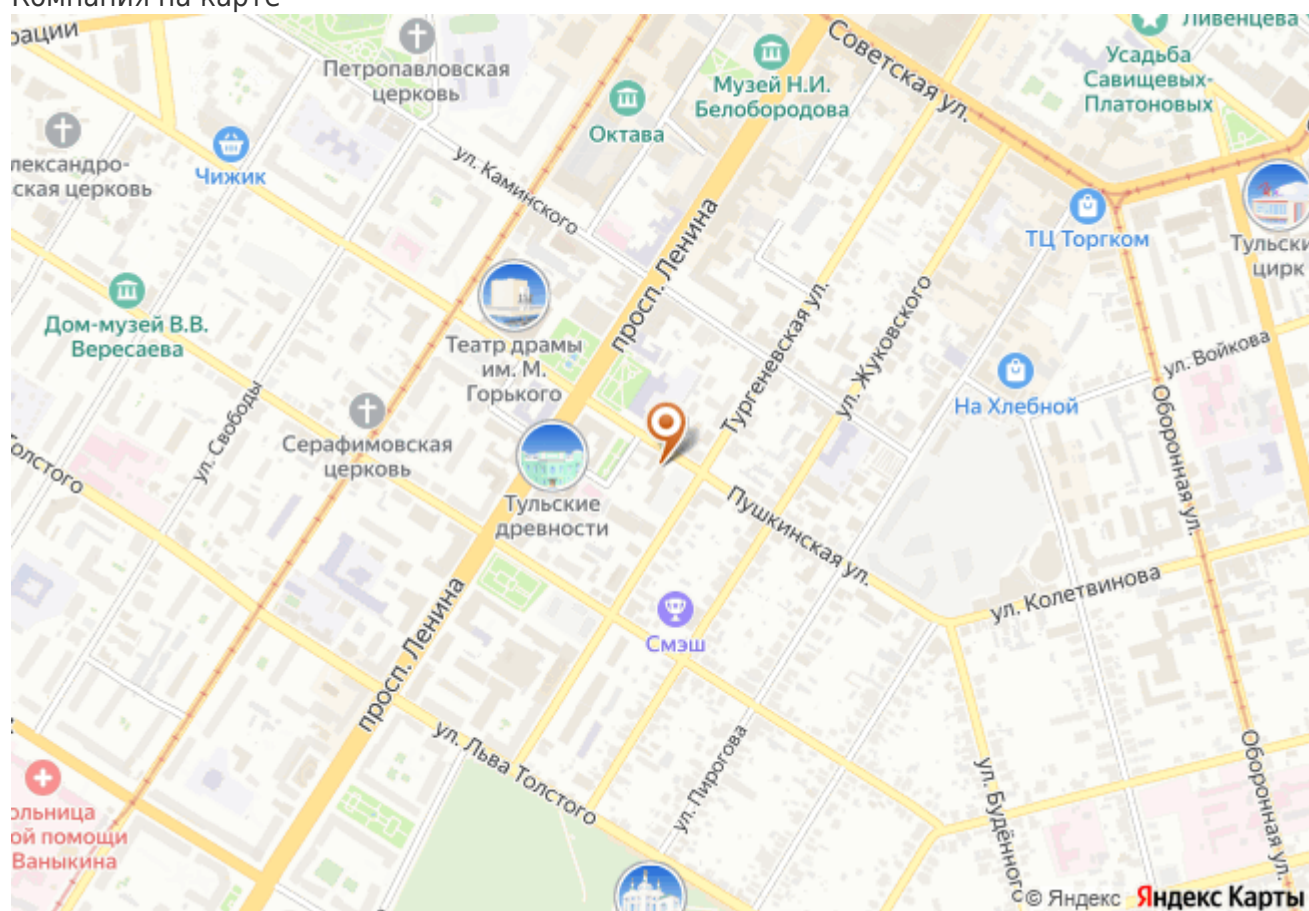 Компания на карте
рации
Петропавловская
церковь
Музей Н.И.
Белобородова
Советская ул.
Ливенцева
Усадьба
Савищевых-
Платоновых
Октава
лександро-
ская церковь
Чижик
ул. Каминского
просп. Ленина
ТЦ Торгком
Тульски
цирк
Дом-музей В.В.
Вересаева
Театр драмы
им. М.
Горького
Тургеневская ул.
ул. Жуковского
ул. Войкова
На Хлебной
Оборонная ул.
ул. Свободы
Серафимовская
церковь
Толстого
Тульские
древности
Пушкинская ул.
ул. Колетвинова
Смэш
просп. Ленина
ул. Льва Толстого
ул. Пирогова
ул. Будённого
Оборонная ул.
ольница
ой помощи
Ваныкина
© Яндекс Яндекс Карты